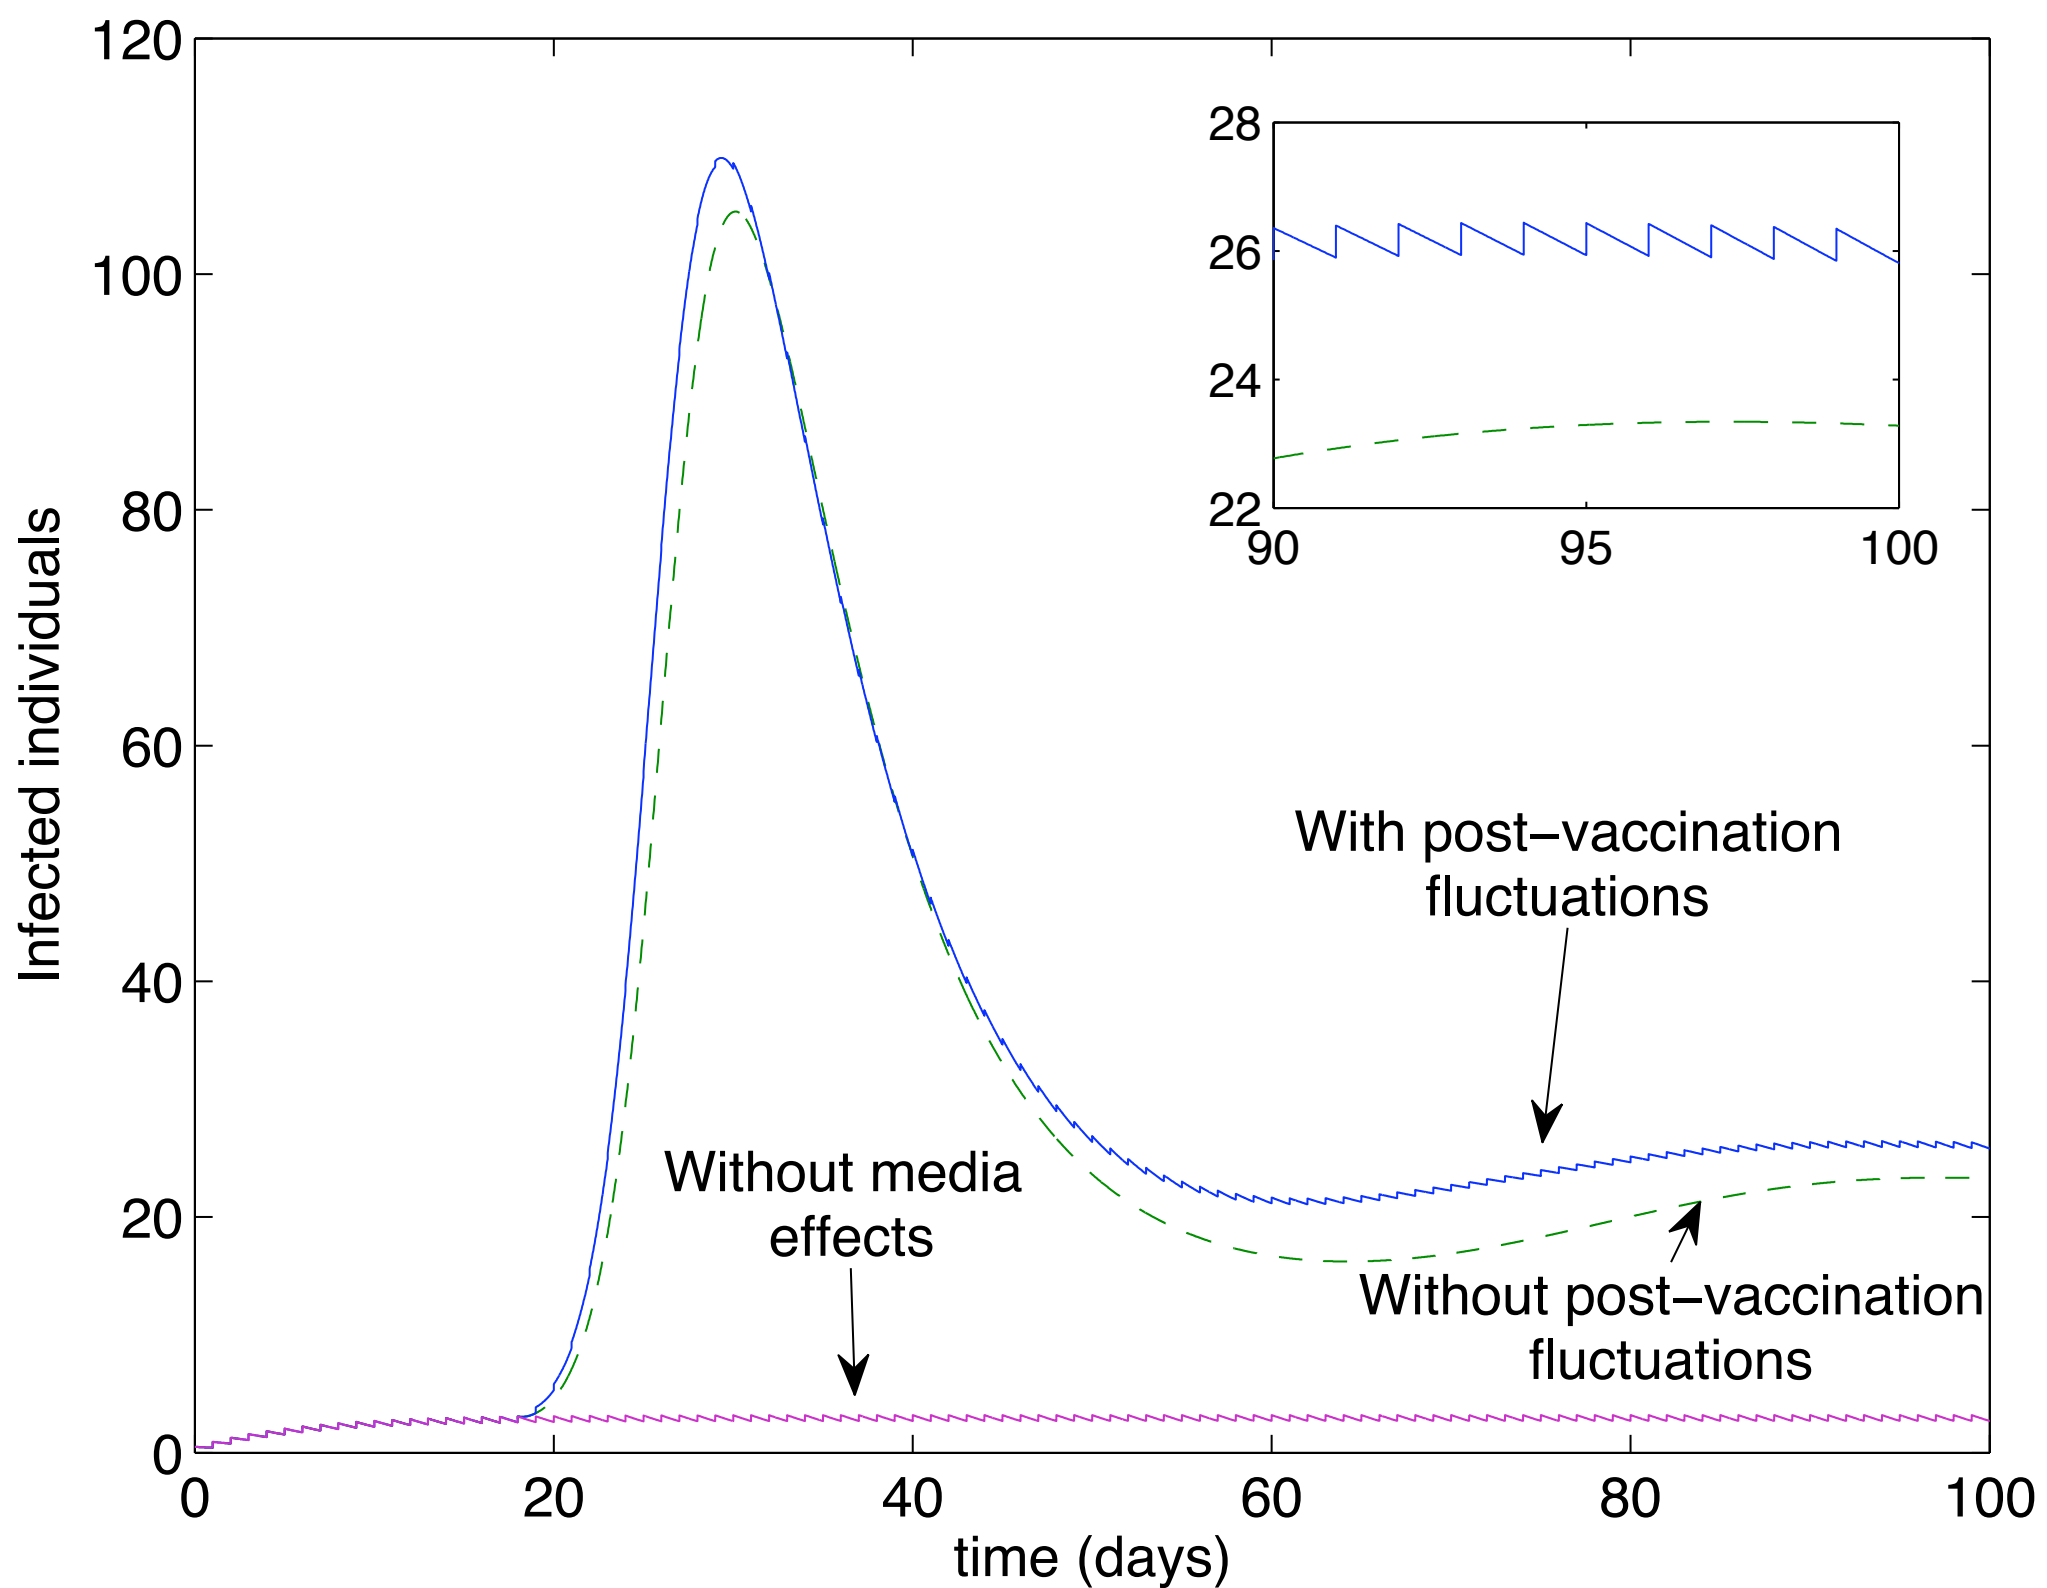 120
100
80
60
40
20
0
Infected individuals
28
26
24
22
90
95
100
With post−vaccination
fluctuations
Without media
effects
Without post−vaccination
fluctuations
0
20
40
60
80
100
time (days)